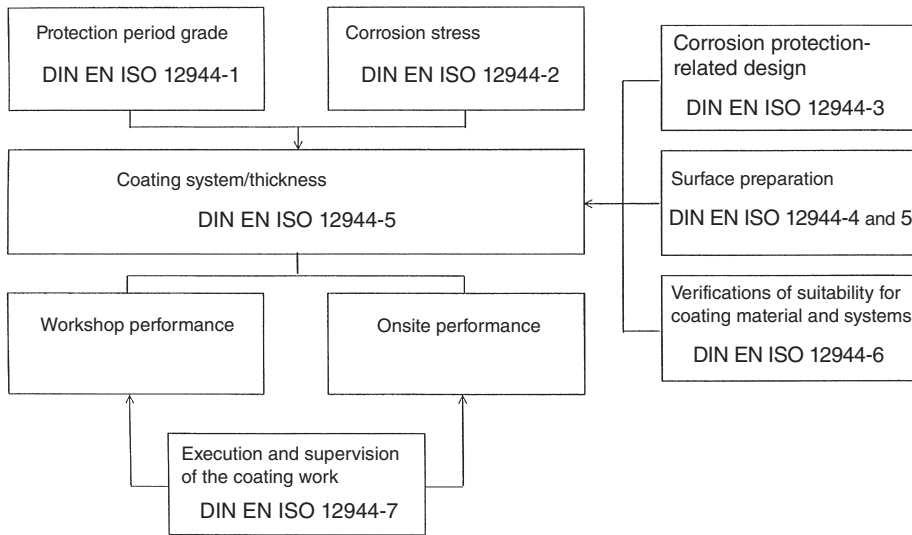 Protection period grade
DIN EN ISO 12944-1
Corrosion stress
DIN EN ISO 12944-2
Corrosion protection-
related design
DIN EN ISO 12944-3
Coating system/thickness
DIN EN ISO 12944-5
Surface preparation
DIN EN ISO 12944-4 and 5
Workshop performance
Onsite performance
Verifications of suitability for
coating material and systems
DIN EN ISO 12944-6
Execution and supervision
of the coating work
DIN EN ISO 12944-7